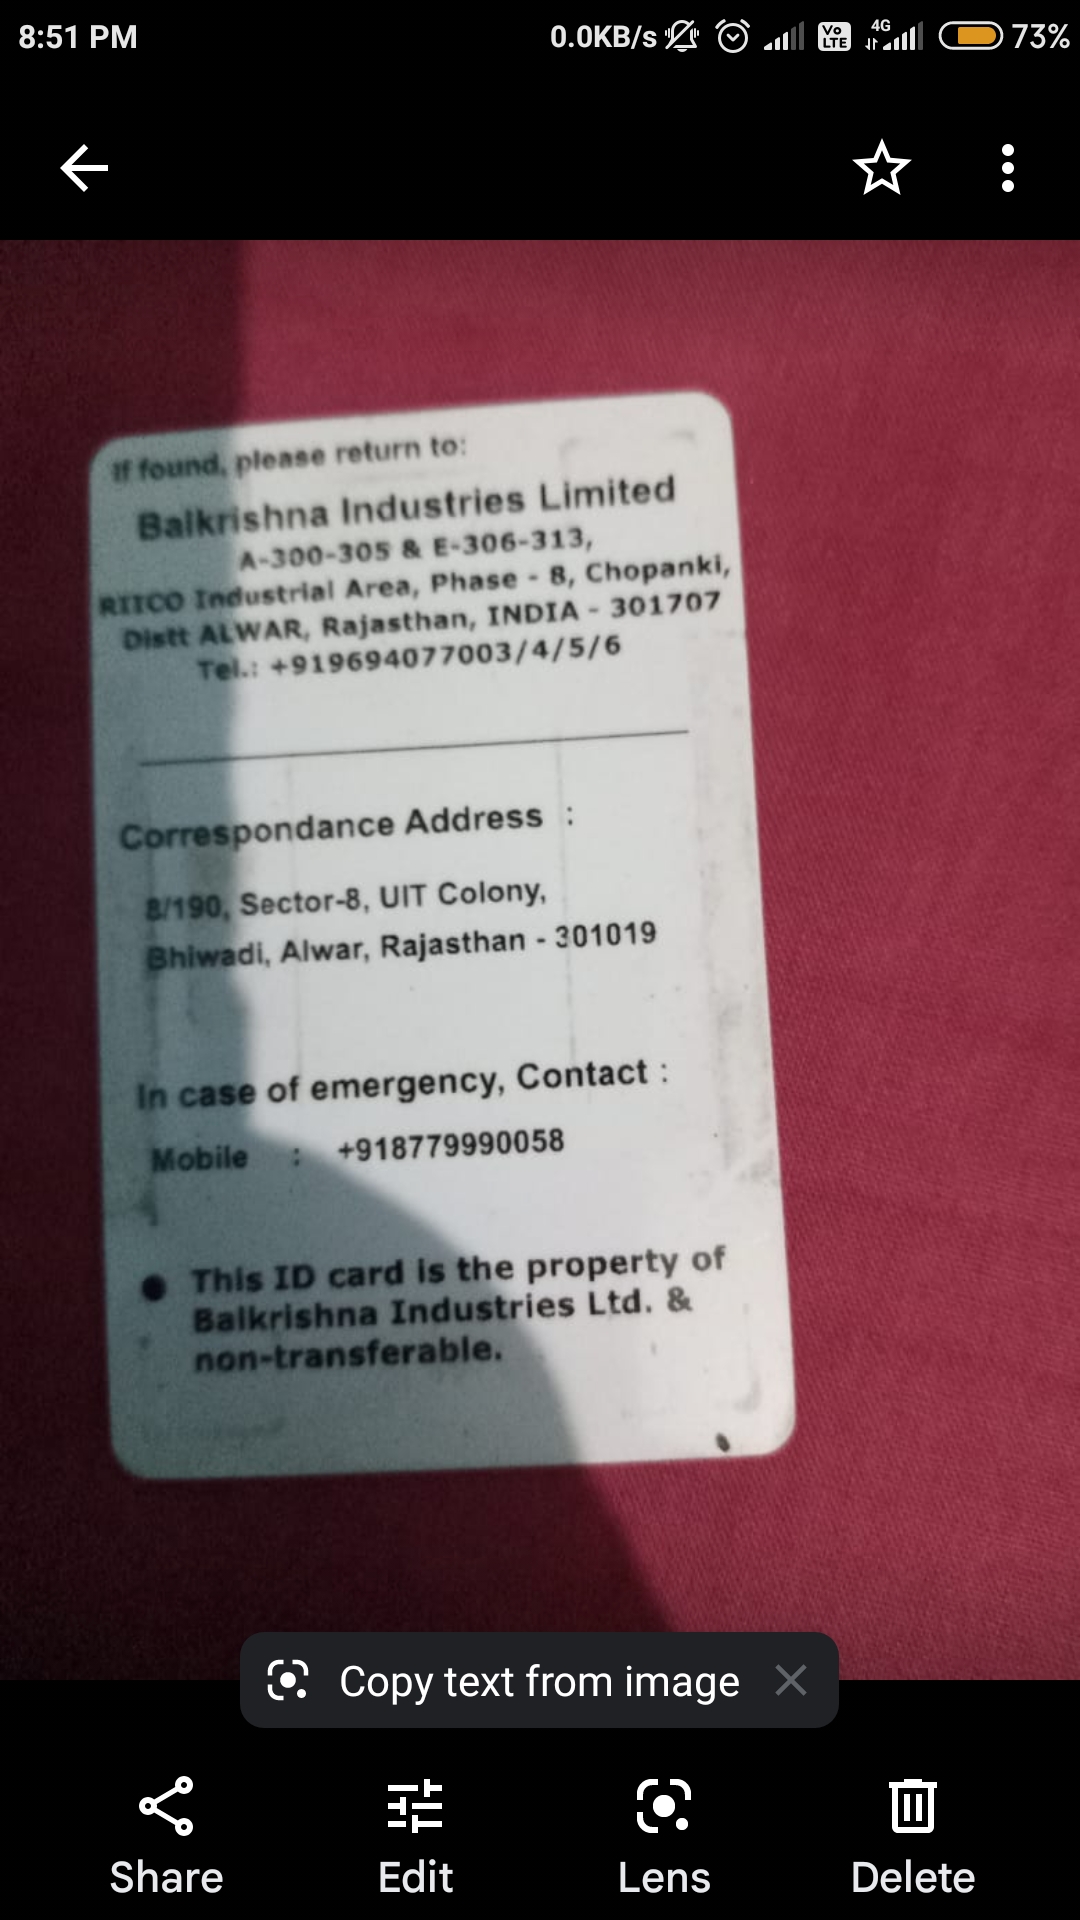 8:51 PM 0.0KB/s Vo LTE 4G 73%
If found, please return to:
Balkrishna Industries Limited
A-300-305 & E-306-313,
RIICO Industrial Area, Phase - 8, Chopanki,
Distt ALWAR, Rajasthan, INDIA - 301707
Tel.: +919694077003/4/5/6
Correspondance Address :
8/190, Sector-8, UIT Colony,
Bhiwadi, Alwar, Rajasthan - 301019
In case of emergency, Contact :
Mobile : +918779990058
This ID card is the property of
Balkrishna Industries Ltd. &
non-transferable.
Copy text from image
Share Edit Lens Delete